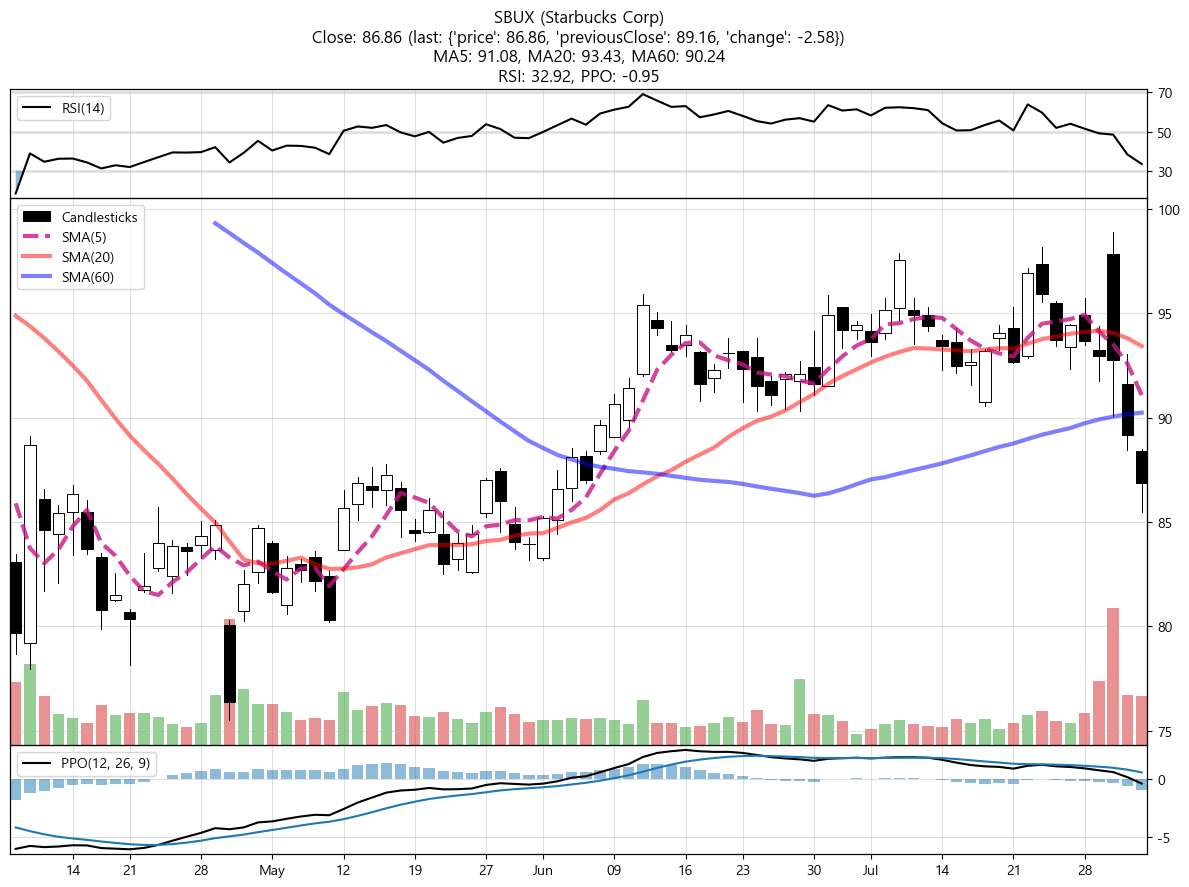 SBUX (Starbucks Corp)
Close: 86.86 (last: {'price': 86.86, 'previousClose': 89.16, 'change': -2.58})
MA5: 91.08, MA20: 93.43, MA60: 90.24
RSI: 32.92, PPO: -0.95
RSI(14)
70
50
30
Candlesticks
SMA(5)
SMA(20)
SMA(60)
100
95
90
85
80
75
PPO(12, 26, 9)
0
-5
14 21 28 May 12 19 27 Jun 09 16 23 30 Jul 07 14 21 28